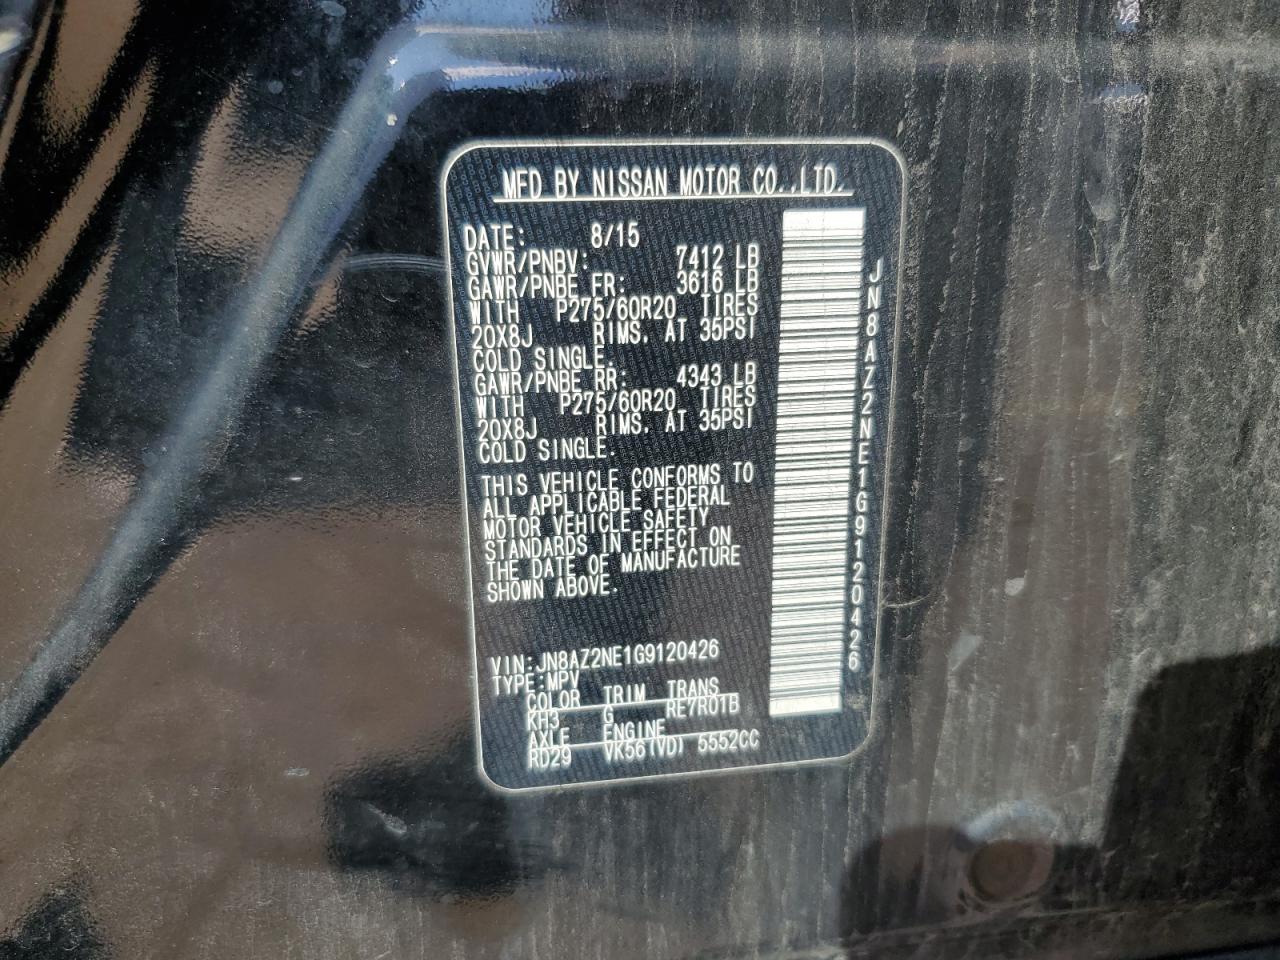 MFD BY NISSAN MOTOR CO.,LTD.
DATE: 8/15
GVWR/PNBV: 7412 LB
GAWR/PNBE FR: 3616 LB
WITH P275/60R20 TIRES
20X8J RIMS. AT 35PSI
COLD SINGLE.
GAWR/PNBE RR: 4343 LB
WITH P275/60R20 TIRES
20X8J RIMS. AT 35PSI
COLD SINGLE.
THIS VEHICLE CONFORMS TO
ALL APPLICABLE FEDERAL
MOTOR VEHICLE SAFETY
STANDARDS IN EFFECT ON
THE DATE OF MANUFACTURE
SHOWN ABOVE.
VIN:JN8AZ2NE1G9120426
TYPE:MPV
COLOR TRIM TRANS
KH3 G RE7R01B
AXLE ENGINE
RD29 VK56(VD) 5552CC
JN8AZ2NE1G9120426